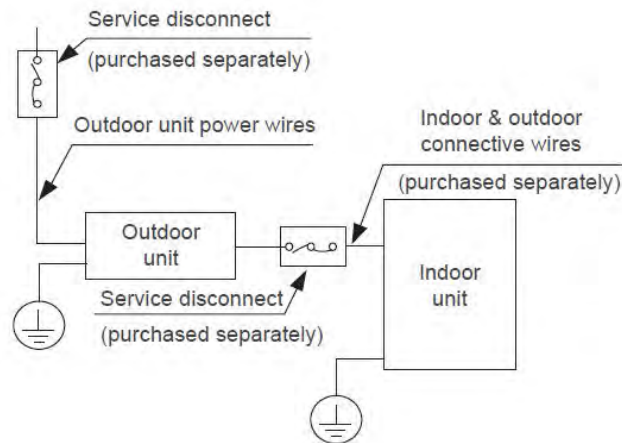 Service disconnect
(purchased separately)
Outdoor unit power wires
Indoor & outdoor
connective wires
(purchased separately)
Outdoor
unit
Indoor
unit
Service disconnect
(purchased separately)